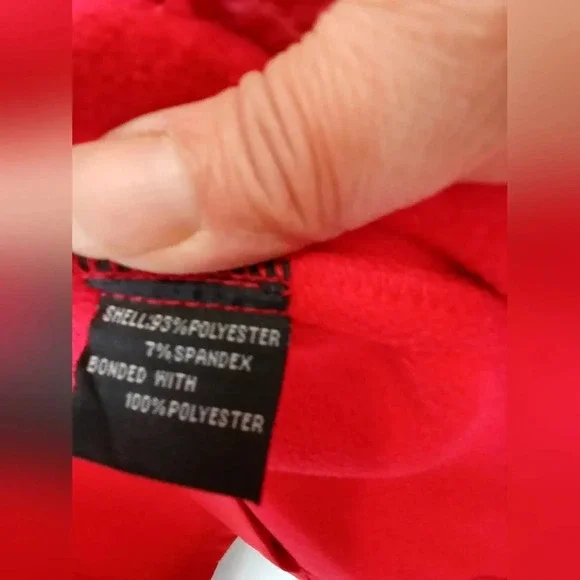 SHELL:93%POLYESTER
7%SPANDEX
BONDED WITH
100%POLYESTER